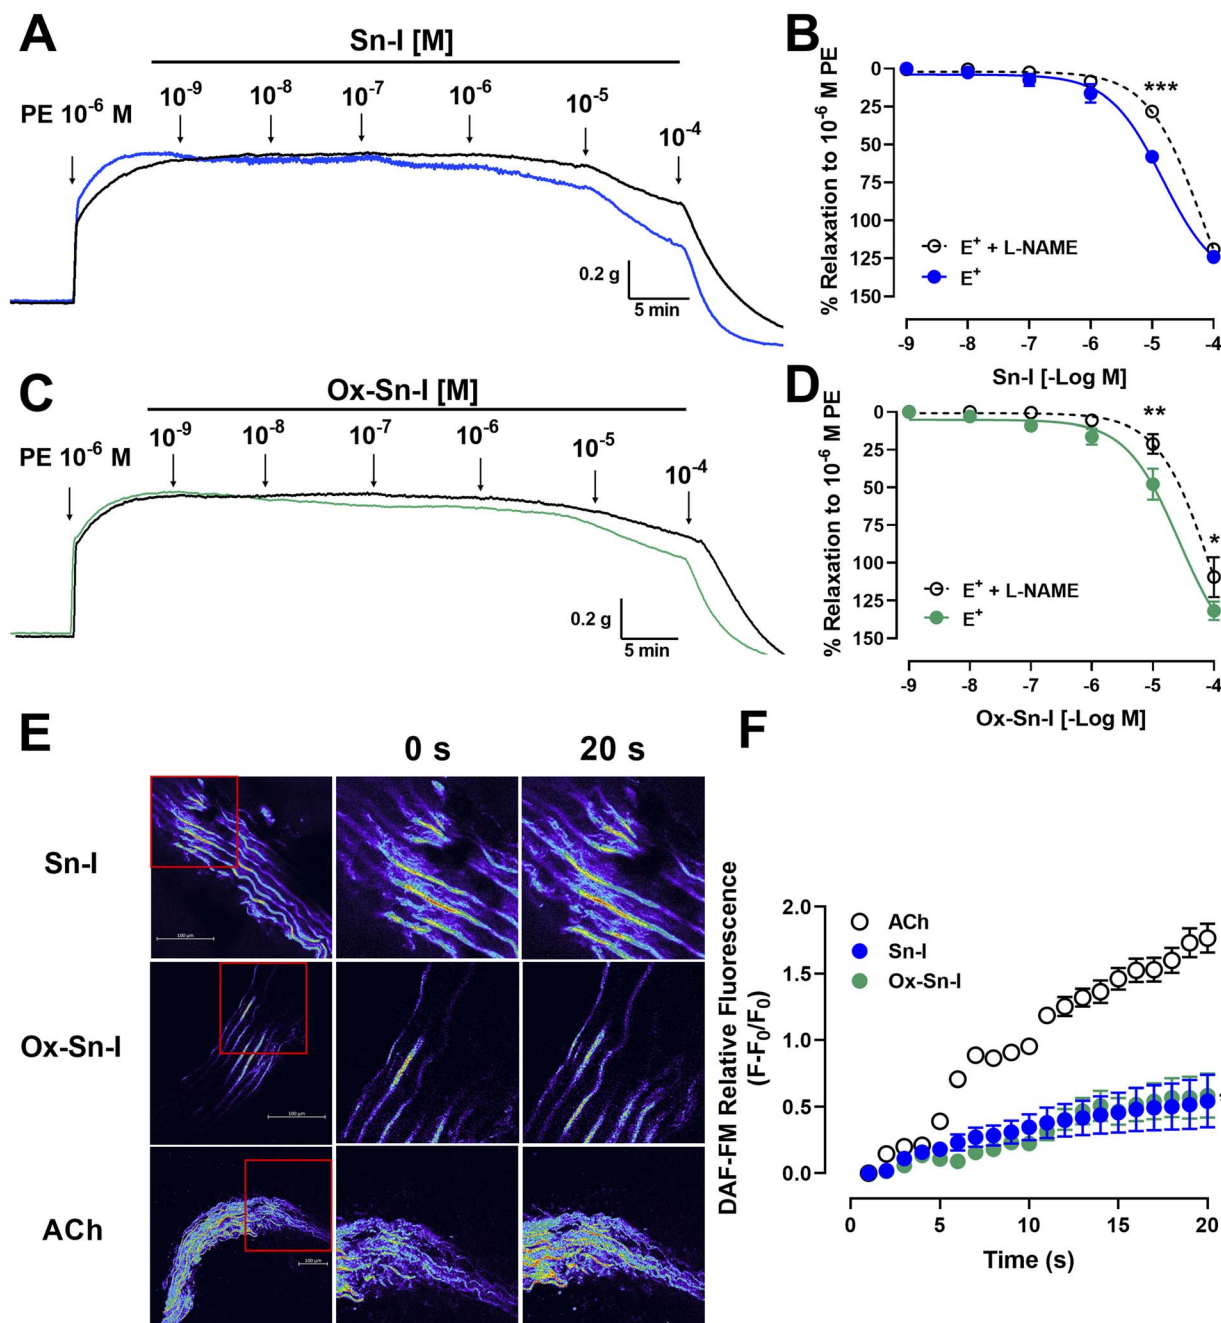 A
Sn-I [M]
PE 10⁻⁶ M
10⁻⁹
10⁻⁸
10⁻⁷
10⁻⁶
10⁻⁵
10⁻⁴
0.2 g
5 min
B
% Relaxation to 10⁻⁶ M PE
0
25
50
75
100
125
150
***
E⁺ + L-NAME
E⁺
-9
-8
-7
-6
-5
-4
Sn-I [-Log M]
C
Ox-Sn-I [M]
PE 10⁻⁶ M
10⁻⁹
10⁻⁸
10⁻⁷
10⁻⁶
10⁻⁵
10⁻⁴
0.2 g
5 min
D
% Relaxation to 10⁻⁶ M PE
0
25
50
75
100
125
150
**
*
E⁺ + L-NAME
E⁺
-9
-8
-7
-6
-5
-4
Ox-Sn-I [-Log M]
E
0 s
20 s
Sn-I
100 µm
Ox-Sn-I
100 µm
ACh
100 µm
F
DAF-FM Relative Fluorescence
(F-F₀/F₀)
2.0
1.5
1.0
0.5
0.0
ACh
Sn-I
Ox-Sn-I
0
5
10
15
20
Time (s)